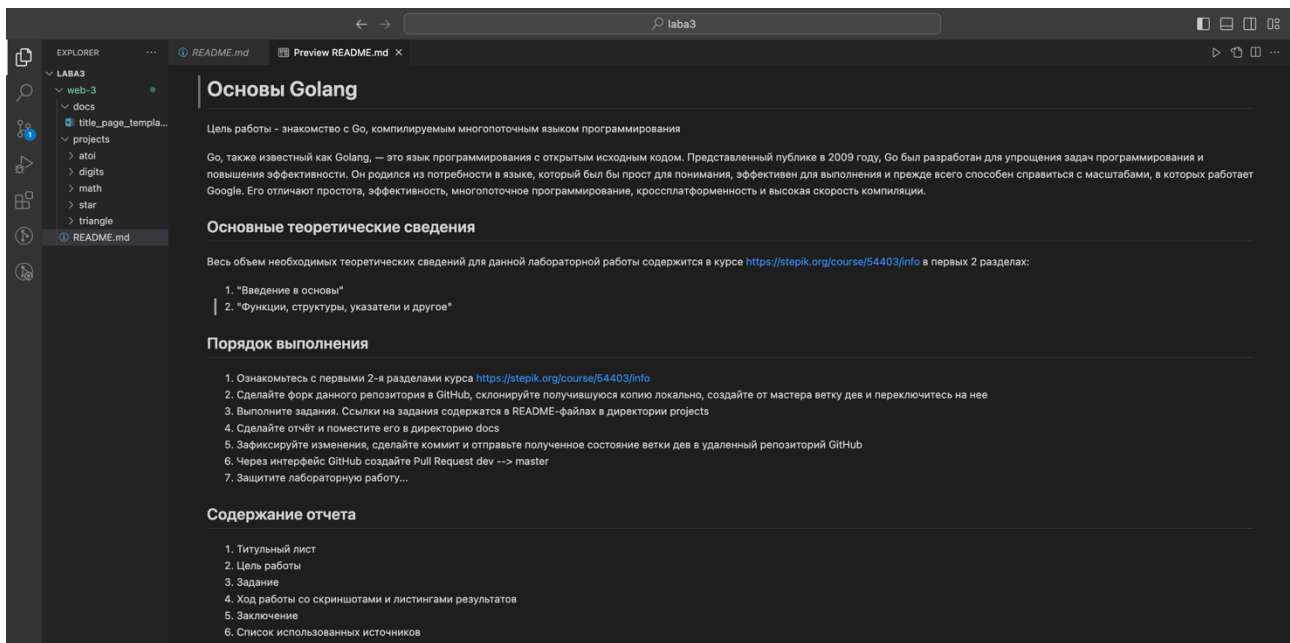 laba3
EXPLORER
README.md
Preview README.md
LABA3
web-3
docs
title_page_templa...
projects
atoi
digits
math
star
triangle
README.md
1
Основы Golang
Цель работы - знакомство с Go, компилируемым многопоточным языком программирования
Go, также известный как Golang, — это язык программирования с открытым исходным кодом. Представленный публике в 2009 году, Go был разработан для упрощения задач программирования и
повышения эффективности. Он родился из потребности в языке, который был бы прост для понимания, эффективен для выполнения и прежде всего способен справиться с масштабами, в которых работает
Google. Его отличают простота, эффективность, многопоточное программирование, кроссплатформенность и высокая скорость компиляции.
Основные теоретические сведения
Весь объем необходимых теоретических сведений для данной лабораторной работы содержится в курсе https://stepik.org/course/54403/info в первых 2 разделах:
1. "Введение в основы"
2. "Функции, структуры, указатели и другое"
Порядок выполнения
1. Ознакомьтесь с первыми 2-я разделами курса https://stepik.org/course/54403/info
2. Сделайте форк данного репозитория в GitHub, склонируйте получившуюся копию локально, создайте от мастера ветку дев и переключитесь на нее
3. Выполните задания. Ссылки на задания содержатся в README-файлах в директории projects
4. Сделайте отчёт и поместите его в директорию docs
5. Зафиксируйте изменения, сделайте коммит и отправьте полученное состояние ветки дев в удаленный репозиторий GitHub
6. Через интерфейс GitHub создайте Pull Request dev --> master
7. Защитите лабораторную работу...
Содержание отчета
1. Титульный лист
2. Цель работы
3. Задание
4. Ход работы со скриншотами и листингами результатов
5. Заключение
6. Список использованных источников